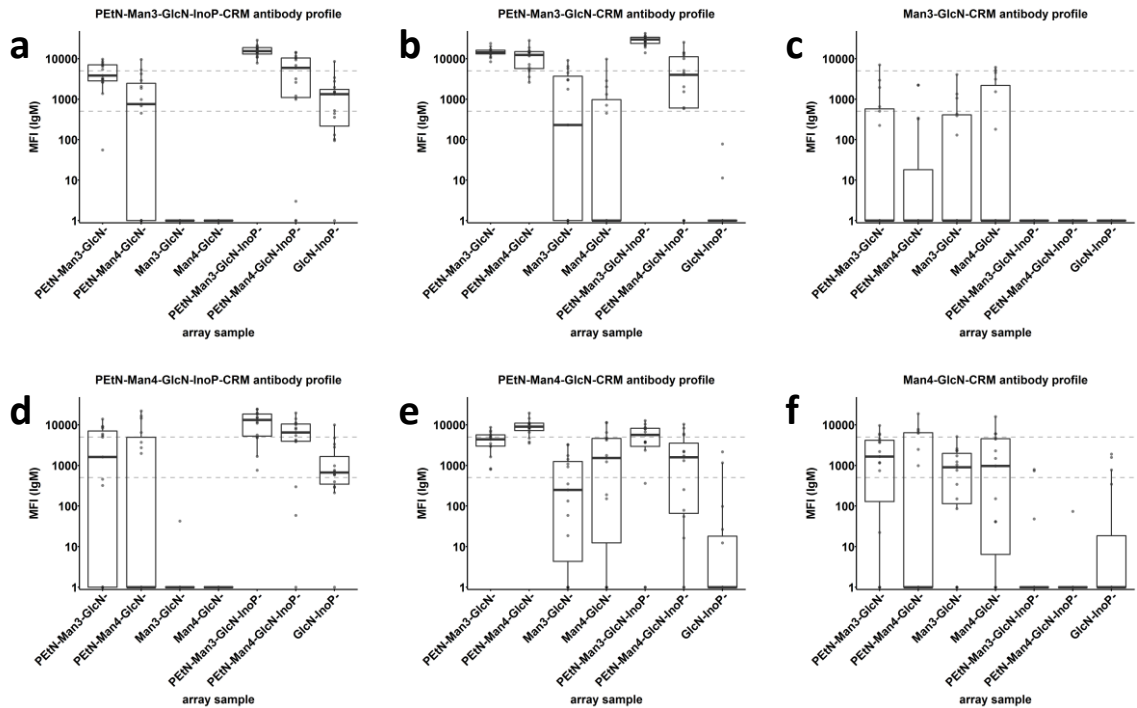 PEtN-Man3-GlcN-InoP-CRM antibody profile
a
MFI (IgM)
10000
1000
100
10
1
PEtN-Man3-GlcN-
PEtN-Man4-GlcN-
Man3-GlcN-
Man4-GlcN-
PEtN-Man3-GlcN-InoP-
PEtN-Man4-GlcN-InoP-
GlcN-InoP-
array sample
PEtN-Man3-GlcN-CRM antibody profile
b
MFI (IgM)
10000
1000
100
10
1
PEtN-Man3-GlcN-
PEtN-Man4-GlcN-
Man3-GlcN-
Man4-GlcN-
PEtN-Man3-GlcN-InoP-
PEtN-Man4-GlcN-InoP-
GlcN-InoP-
array sample
Man3-GlcN-CRM antibody profile
c
MFI (IgM)
10000
1000
100
10
1
PEtN-Man3-GlcN-
PEtN-Man4-GlcN-
Man3-GlcN-
Man4-GlcN-
PEtN-Man3-GlcN-InoP-
PEtN-Man4-GlcN-InoP-
GlcN-InoP-
array sample
PEtN-Man4-GlcN-InoP-CRM antibody profile
d
MFI (IgM)
10000
1000
100
10
1
PEtN-Man3-GlcN-
PEtN-Man4-GlcN-
Man3-GlcN-
Man4-GlcN-
PEtN-Man3-GlcN-InoP-
PEtN-Man4-GlcN-InoP-
GlcN-InoP-
array sample
PEtN-Man4-GlcN-CRM antibody profile
e
MFI (IgM)
10000
1000
100
10
1
PEtN-Man3-GlcN-
PEtN-Man4-GlcN-
Man3-GlcN-
Man4-GlcN-
PEtN-Man3-GlcN-InoP-
PEtN-Man4-GlcN-InoP-
GlcN-InoP-
array sample
Man4-GlcN-CRM antibody profile
f
MFI (IgM)
10000
1000
100
10
1
PEtN-Man3-GlcN-
PEtN-Man4-GlcN-
Man3-GlcN-
Man4-GlcN-
PEtN-Man3-GlcN-InoP-
PEtN-Man4-GlcN-InoP-
GlcN-InoP-
array sample